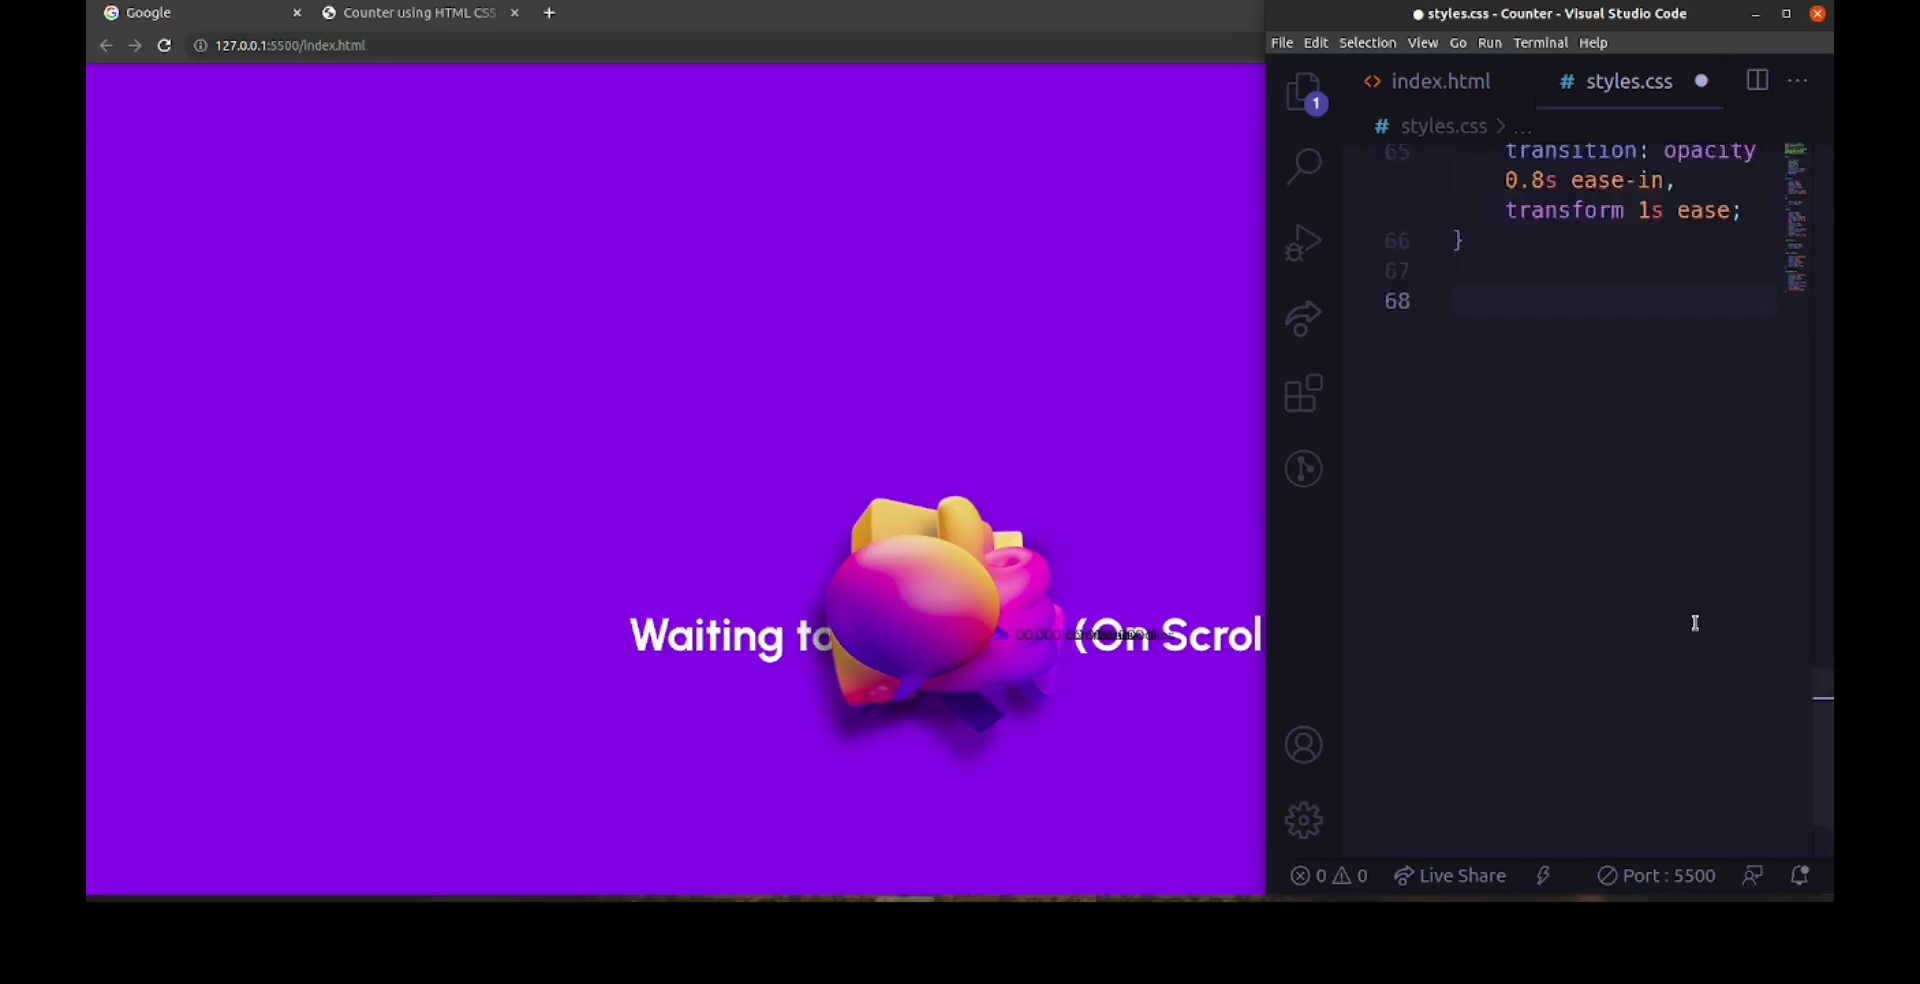 Google
Counter using HTML CSS
127.0.0.1:5500/index.html
Waiting to
(On Scrol
styles.css - Counter - Visual Studio Code
File Edit Selection View Go Run Terminal Help
1
index.html
# styles.css
# styles.css > ...
65 transition: opacity
0.8s ease-in,
transform 1s ease;
66 }
67
68
0 0 Live Share Port : 5500